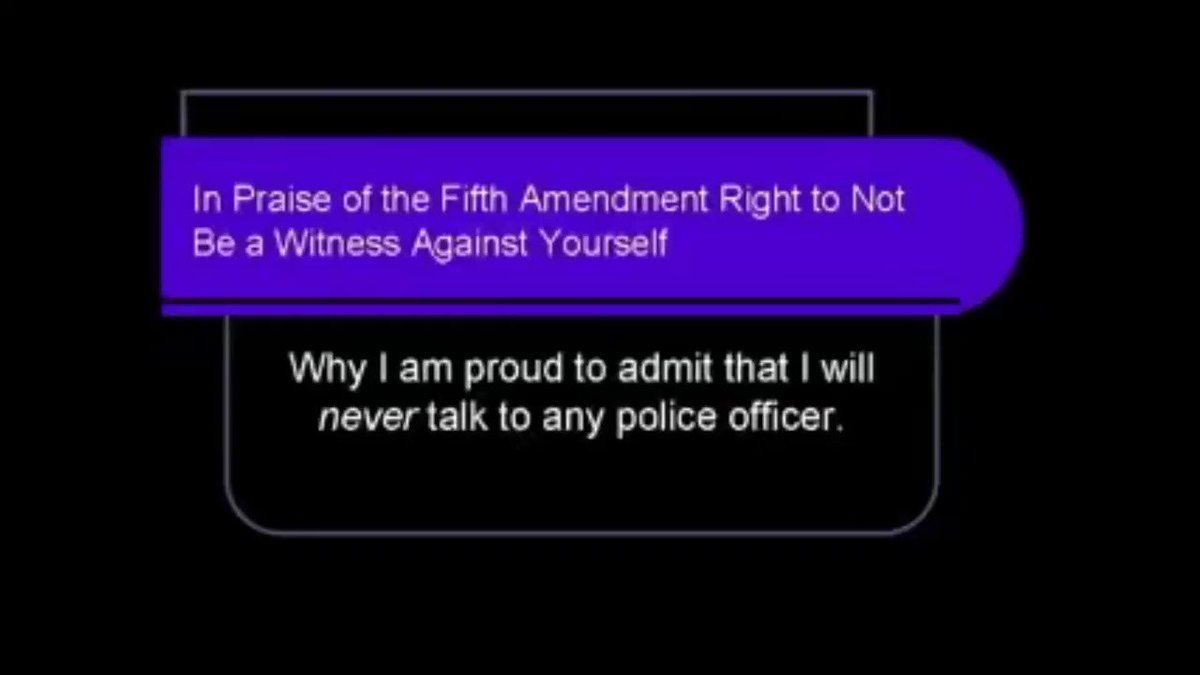 In Praise of the Fifth Amendment Right to Not
Be a Witness Against Yourself
Why I am proud to admit that I will
never talk to any police officer.